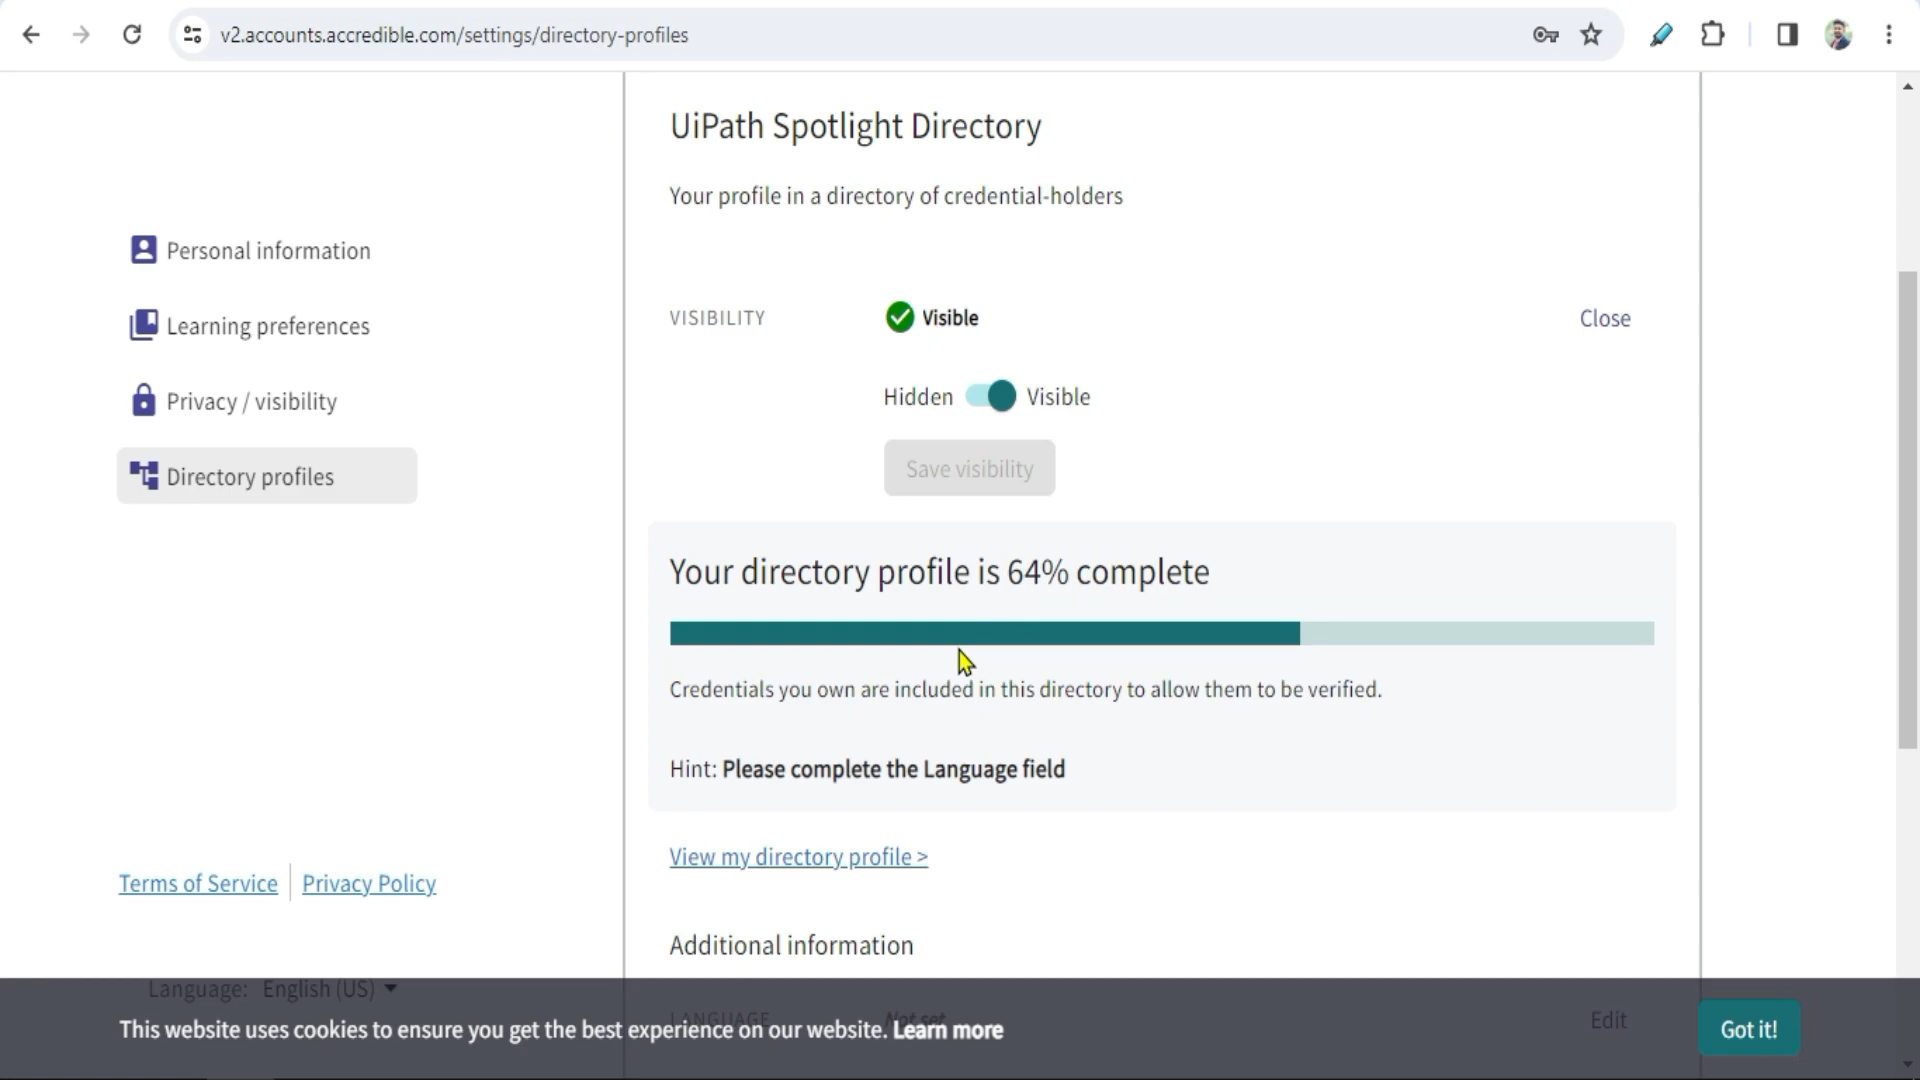 v2.accounts.accredible.com/settings/directory-profiles
UiPath Spotlight Directory
Your profile in a directory of credential-holders
Personal information
Learning preferences
Privacy / visibility
Directory profiles
VISIBILITY
Visible
Close
Hidden
Visible
Save visibility
Your directory profile is 64% complete
Credentials you own are included in this directory to allow them to be verified.
Hint: Please complete the Language field
View my directory profile >
Terms of Service
Privacy Policy
Additional information
Language: English (US)
LANGUAGE
Not set
Edit
This website uses cookies to ensure you get the best experience on our website. Learn more
Got it!